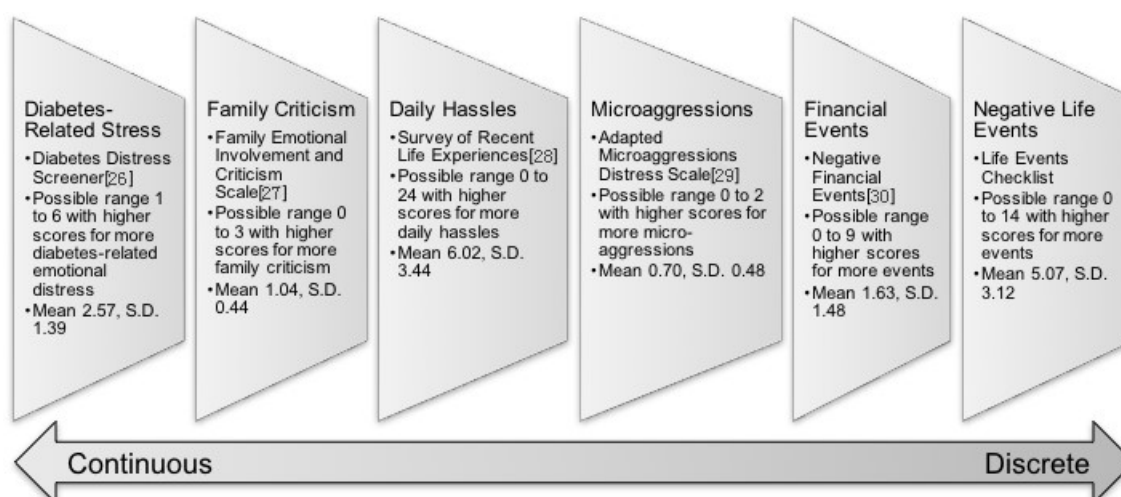 Diabetes-
Related Stress
•Diabetes Distress
Screener[26]
•Possible range 1
to 6 with higher
scores for more
diabetes-related
emotional
distress
•Mean 2.57, S.D.
1.39
Family Criticism
•Family Emotional
Involvement and
Criticism
Scale[27]
•Possible range 0
to 3 with higher
scores for more
family criticism
•Mean 1.04, S.D.
0.44
Daily Hassles
•Survey of Recent
Life Experiences[28]
•Possible range 0 to
24 with higher
scores for more
daily hassles
•Mean 6.02, S.D.
3.44
Microaggressions
•Adapted
Microaggressions
Distress Scale[29]
•Possible range 0 to 2
with higher scores for
more micro-
aggressions
•Mean 0.70, S.D. 0.48
Financial
Events
•Negative
Financial
Events[30]
•Possible range
0 to 9 with
higher scores
for more events
•Mean 1.63, S.D.
1.48
Negative Life
Events
•Life Events
Checklist
•Possible range 0
to 14 with higher
scores for more
events
•Mean 5.07, S.D.
3.12
Continuous
Discrete